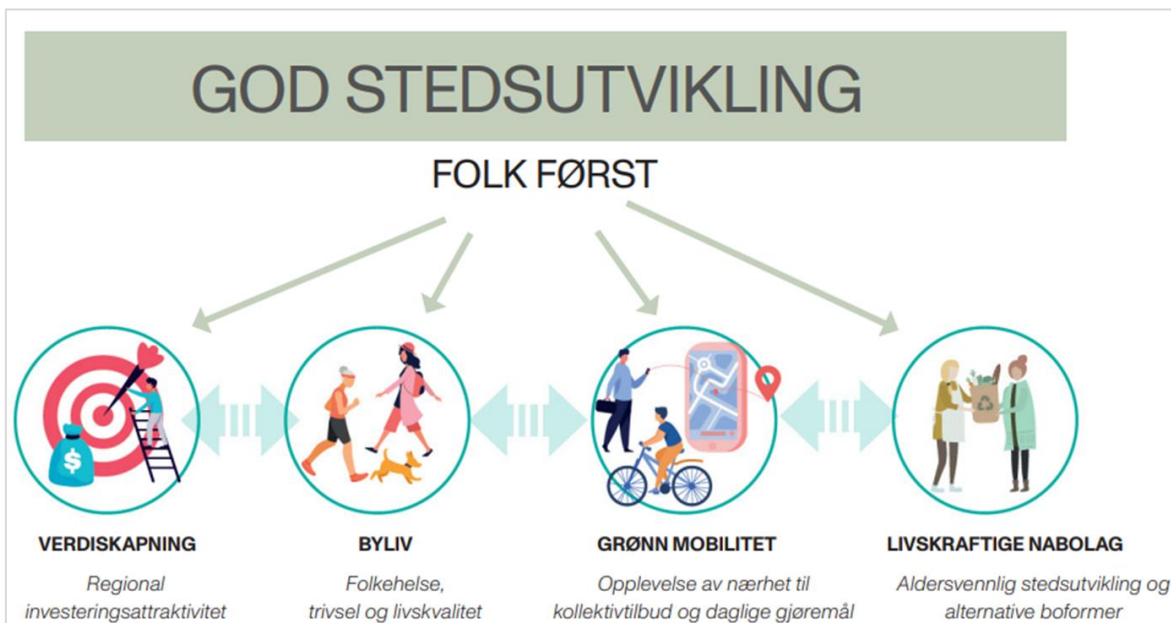 GOD STEDSUTVIKLING
FOLK FØRST
$
VERDISKAPNING
Regional
investeringsattraktivitet
BYLIV
Folkehelse,
trivsel og livskvalitet
GRØNN MOBILITET
Opplevelse av nærhet til
kollektivtilbud og daglige gjøremål
LIVSKRAFTIGE NABOLAG
Aldersvennlig stedsutvikling og
alternative boformer